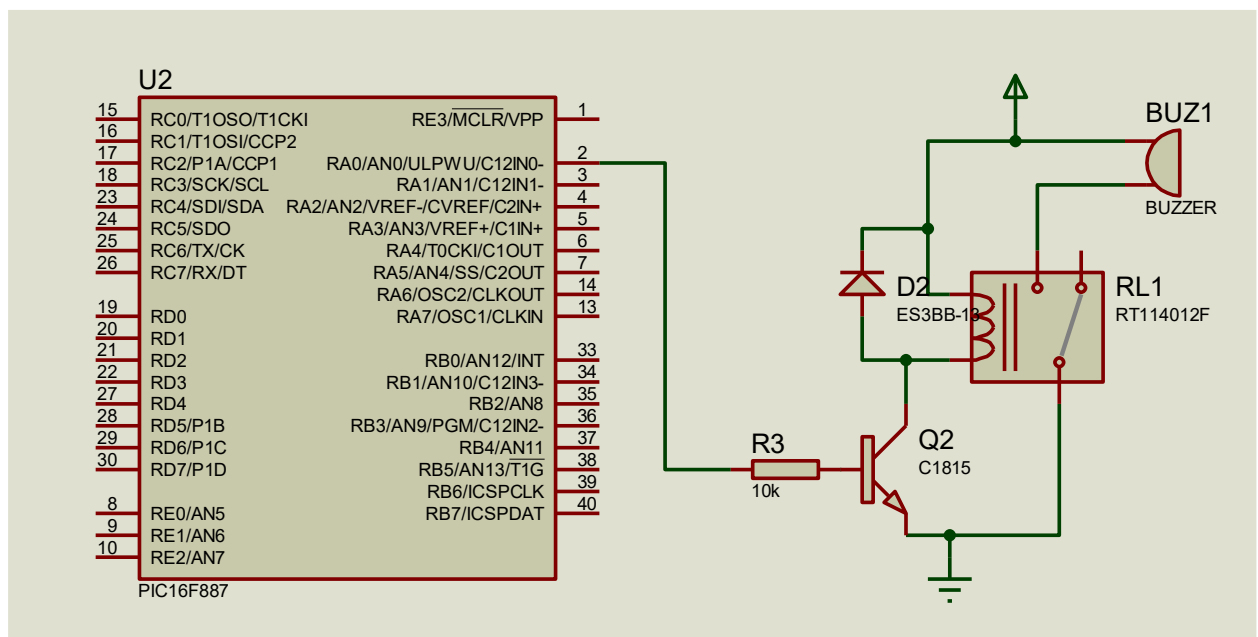 U2
15 RC0/T1OSO/T1CKI RE3/MCLR/VPP 1
16 RC1/T1OSI/CCP2
17 RC2/P1A/CCP1 RA0/AN0/ULPWU/C12IN0- 2
18 RC3/SCK/SCL RA1/AN1/C12IN1- 3
23 RC4/SDI/SDA RA2/AN2/VREF-/CVREF/C2IN+ 4
24 RC5/SDO RA3/AN3/VREF+/C1IN+ 5
25 RC6/TX/CK RA4/T0CKI/C1OUT 6
26 RC7/RX/DT RA5/AN4/SS/C2OUT 7
RA6/OSC2/CLKOUT 14
19 RD0 RA7/OSC1/CLKIN 13
20 RD1
21 RD2 RB0/AN12/INT 33
22 RD3 RB1/AN10/C12IN3- 34
27 RD4 RB2/AN8 35
28 RD5/P1B RB3/AN9/PGM/C12IN2- 36
29 RD6/P1C RB4/AN11 37
30 RD7/P1D RB5/AN13/T1G 38
RB6/ICSPCLK 39
8 RE0/AN5 RB7/ICSPDAT 40
9 RE1/AN6
10 RE2/AN7
PIC16F887
BUZ1
BUZZER
D2
ES3BB-13
RL1
RT114012F
R3
10k
Q2
C1815